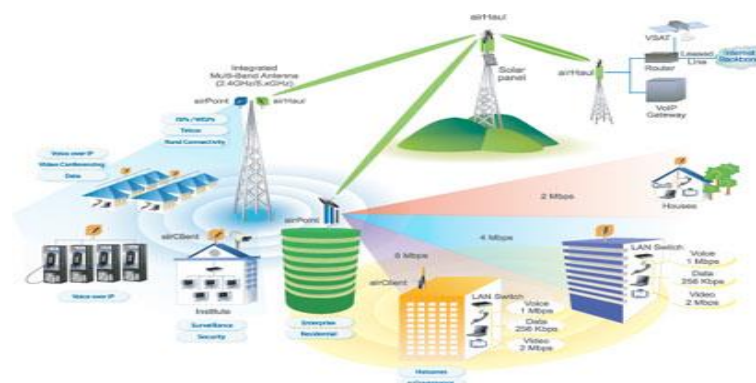 airHaul
VSAT
Leased
Line
Internet
Backbone
Router
airHaul
Solar
panel
VoIP
Gateway
Integrated
Multi-Band Antenna
(2.4GHz/5.xGHz)
airPoint
airHaul
ISPs / WISPs
Telcos
Rural Connectivity
Voice over IP
Video Conferencing
Data
airPoint
2 Mbps
QoS
Houses
4 Mbps
6 Mbps
airClient
LAN Switch
Voice
1 Mbps
Data
256 Kbps
Video
2 Mbps
airClient
LAN Switch
Voice
1 Mbps
Data
256 Kbps
Video
2 Mbps
Voice over IP
Institute
Surveillance
Security
Enterprise
Residential